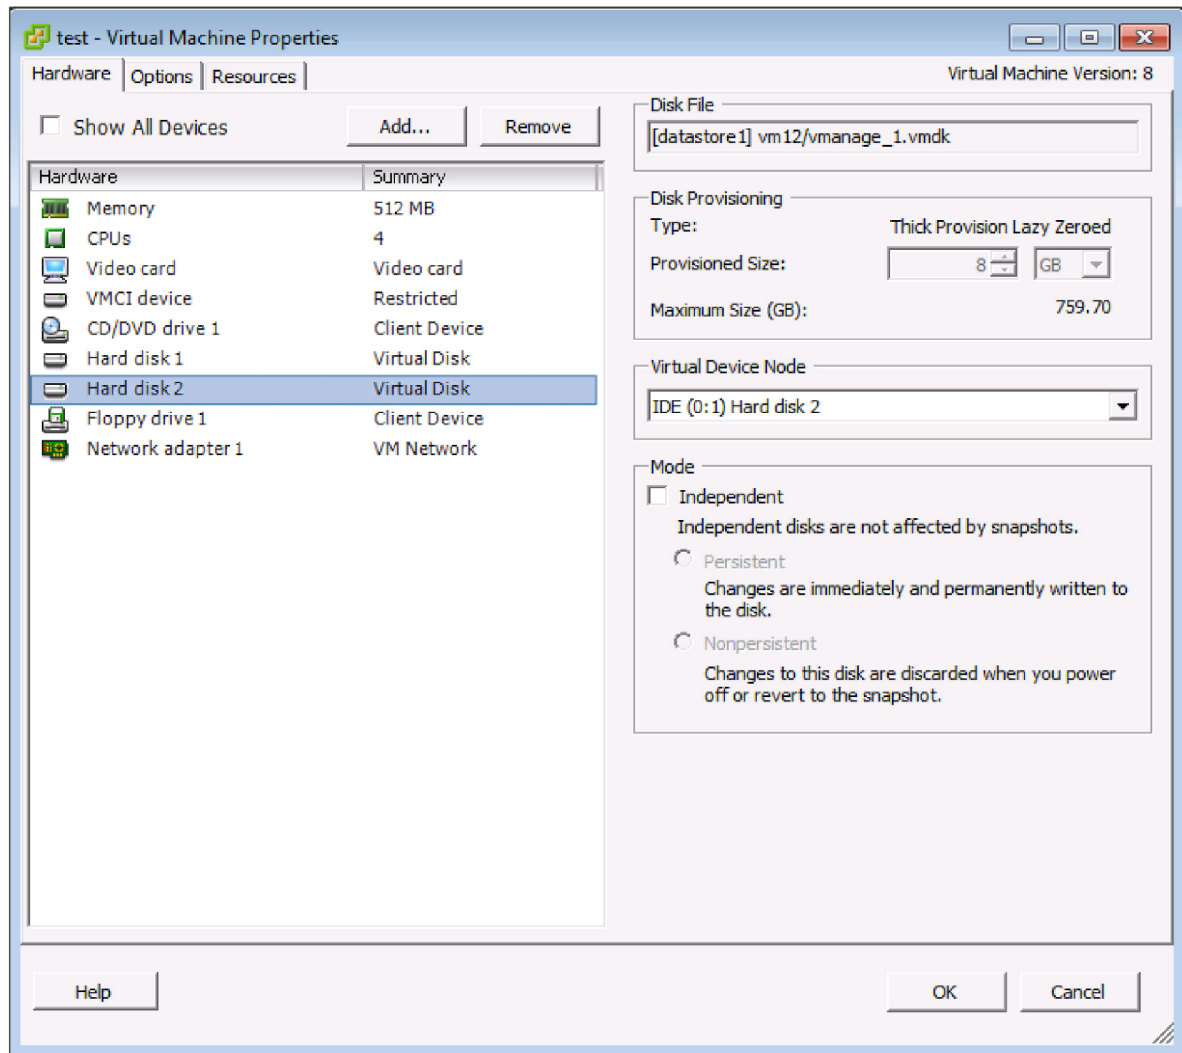 test - Virtual Machine Properties
Hardware Options Resources Virtual Machine Version: 8
Show All Devices Add... Remove
Hardware Summary
Memory 512 MB
CPUs 4
Video card Video card
VMCI device Restricted
CD/DVD drive 1 Client Device
Hard disk 1 Virtual Disk
Hard disk 2 Virtual Disk
Floppy drive 1 Client Device
Network adapter 1 VM Network
Disk File
[datastore1] vm12/vmanage_1.vmdk
Disk Provisioning
Type: Thick Provision Lazy Zeroed
Provisioned Size: 8 GB
Maximum Size (GB): 759.70
Virtual Device Node
IDE (0:1) Hard disk 2
Mode
Independent
Independent disks are not affected by snapshots.
Persistent
Changes are immediately and permanently written to
the disk.
Nonpersistent
Changes to this disk are discarded when you power
off or revert to the snapshot.
Help OK Cancel